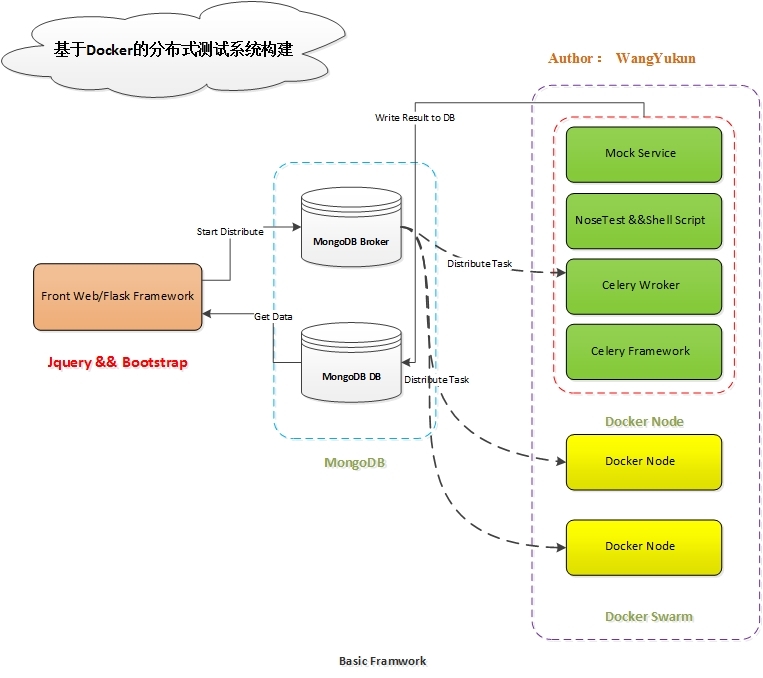 基于Docker的分布式测试系统构建
Author： WangYukun
Write Result to DB
Mock Service
NoseTest &&Shell Script
Start Distribute
MongoDB Broker
Distribute Task
Celery Wroker
Front Web/Flask Framework
Get Data
Celery Framework
Jquery && Bootstrap
MongoDB DB
Distribute Task
Docker Node
MongoDB
Docker Node
Docker Node
Docker Swarm
Basic Framwork